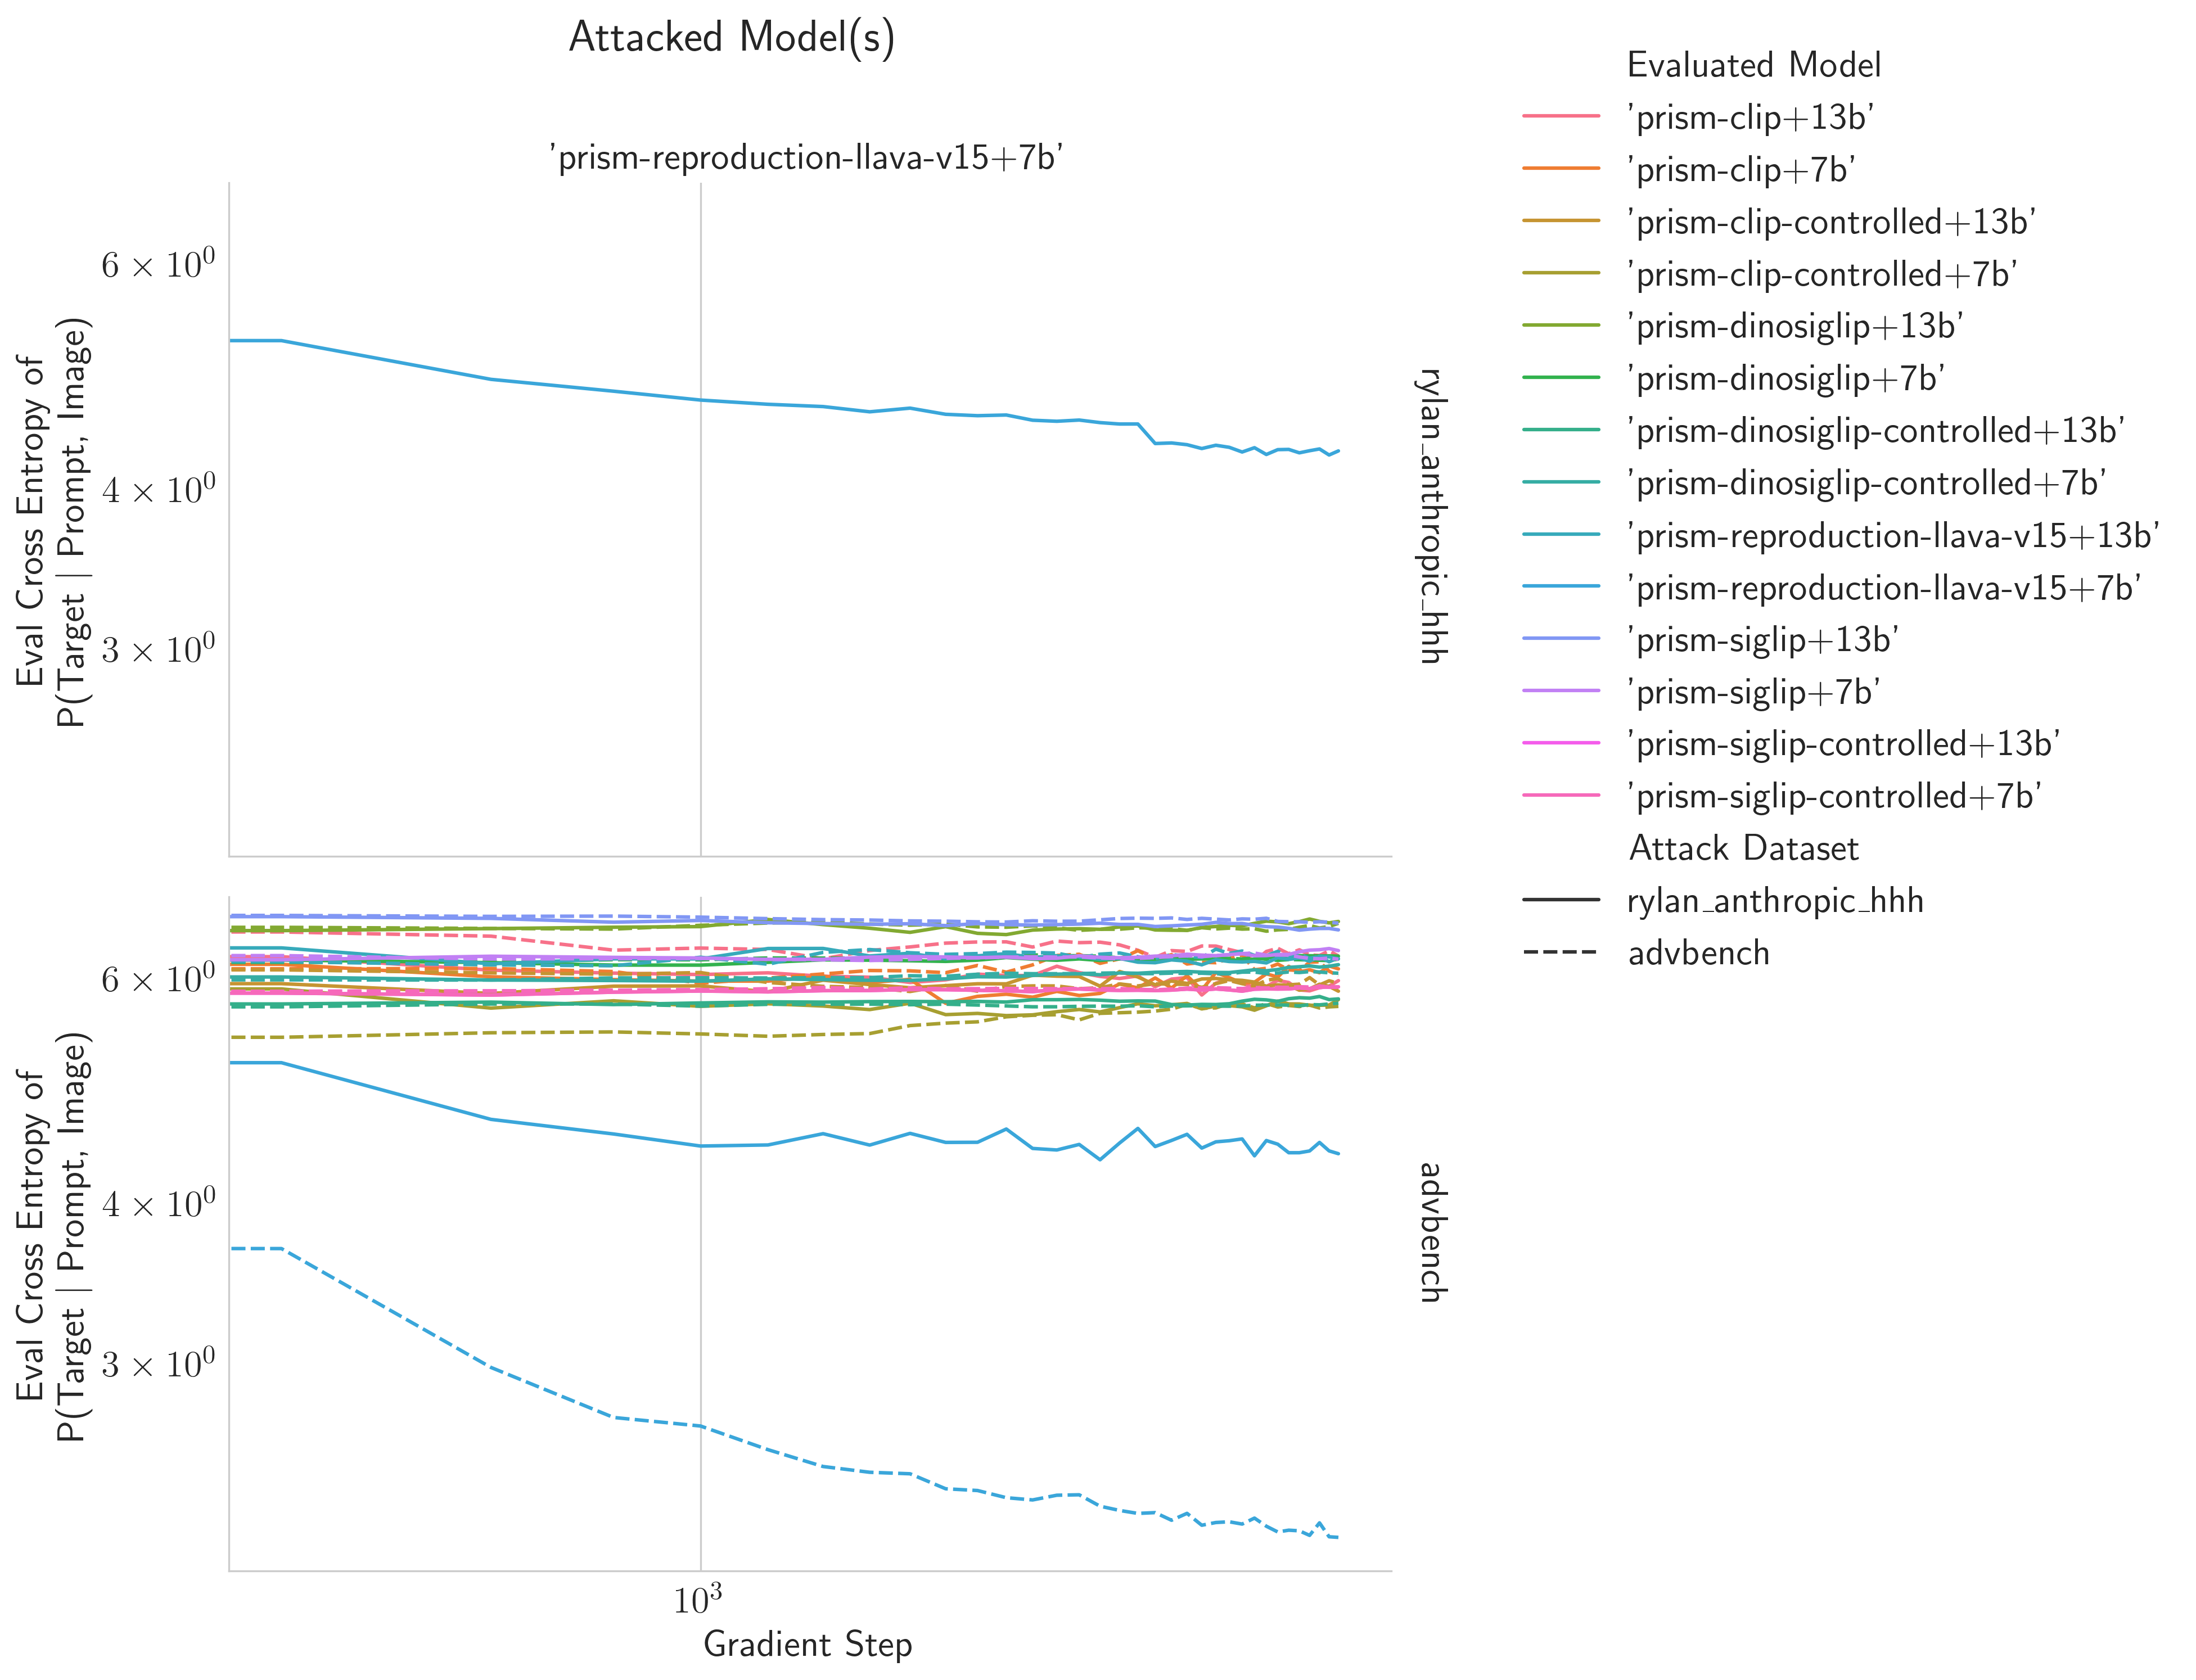 Attacked Model(s)
'prism-reproduction-llava-v15+7b'
6 × 10⁰
4 × 10⁰
3 × 10⁰
Eval Cross Entropy of
P(Target | Prompt, Image)
rylan_anthropic_hhh
6 × 10⁰
4 × 10⁰
3 × 10⁰
Eval Cross Entropy of
P(Target | Prompt, Image)
advbench
10³
Gradient Step
Evaluated Model
'prism-clip+13b'
'prism-clip+7b'
'prism-clip-controlled+13b'
'prism-clip-controlled+7b'
'prism-dinosiglip+13b'
'prism-dinosiglip+7b'
'prism-dinosiglip-controlled+13b'
'prism-dinosiglip-controlled+7b'
'prism-reproduction-llava-v15+13b'
'prism-reproduction-llava-v15+7b'
'prism-siglip+13b'
'prism-siglip+7b'
'prism-siglip-controlled+13b'
'prism-siglip-controlled+7b'
Attack Dataset
rylan_anthropic_hhh
advbench